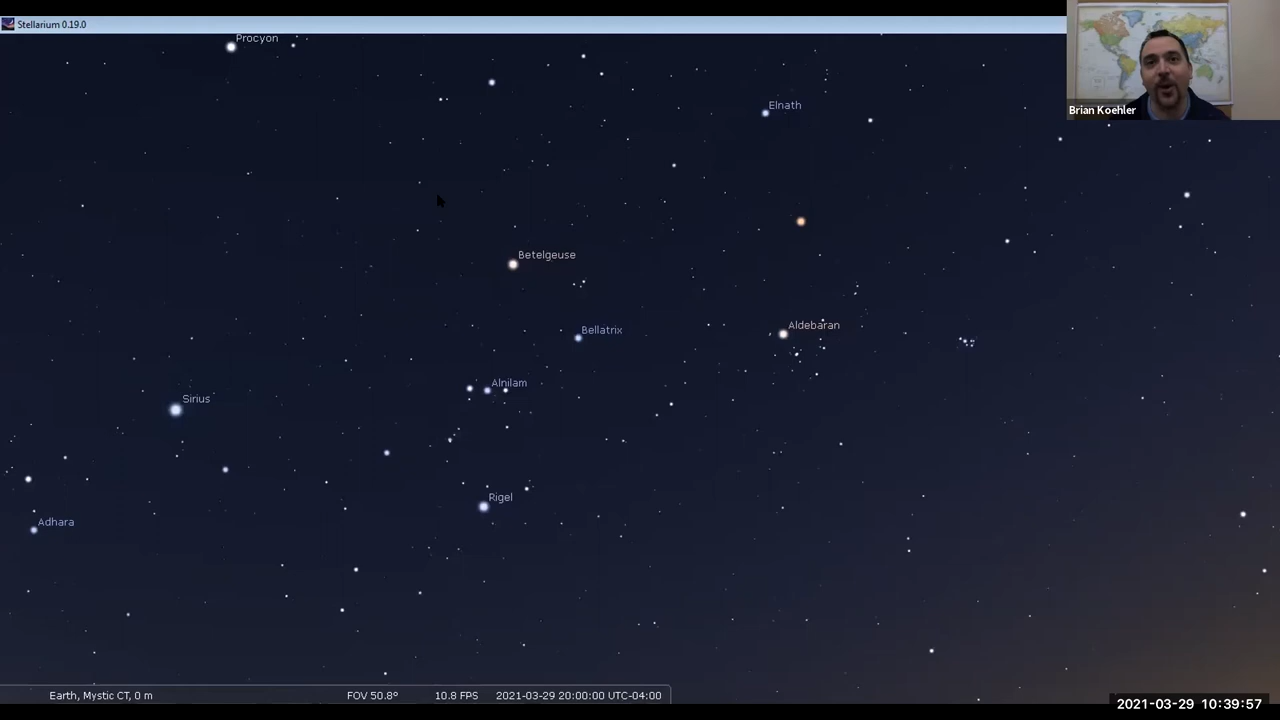 Stellarium 0.19.0
Procyon
Brian Koehler
Elnath
Betelgeuse
Aldebaran
Bellatrix
Alnilam
Sirius
Rigel
Adhara
Earth, Mystic CT, 0 m FOV 50.8° 10.8 FPS 2021-03-29 20:00:00 UTC-04:00
2021-03-29 10:39:57